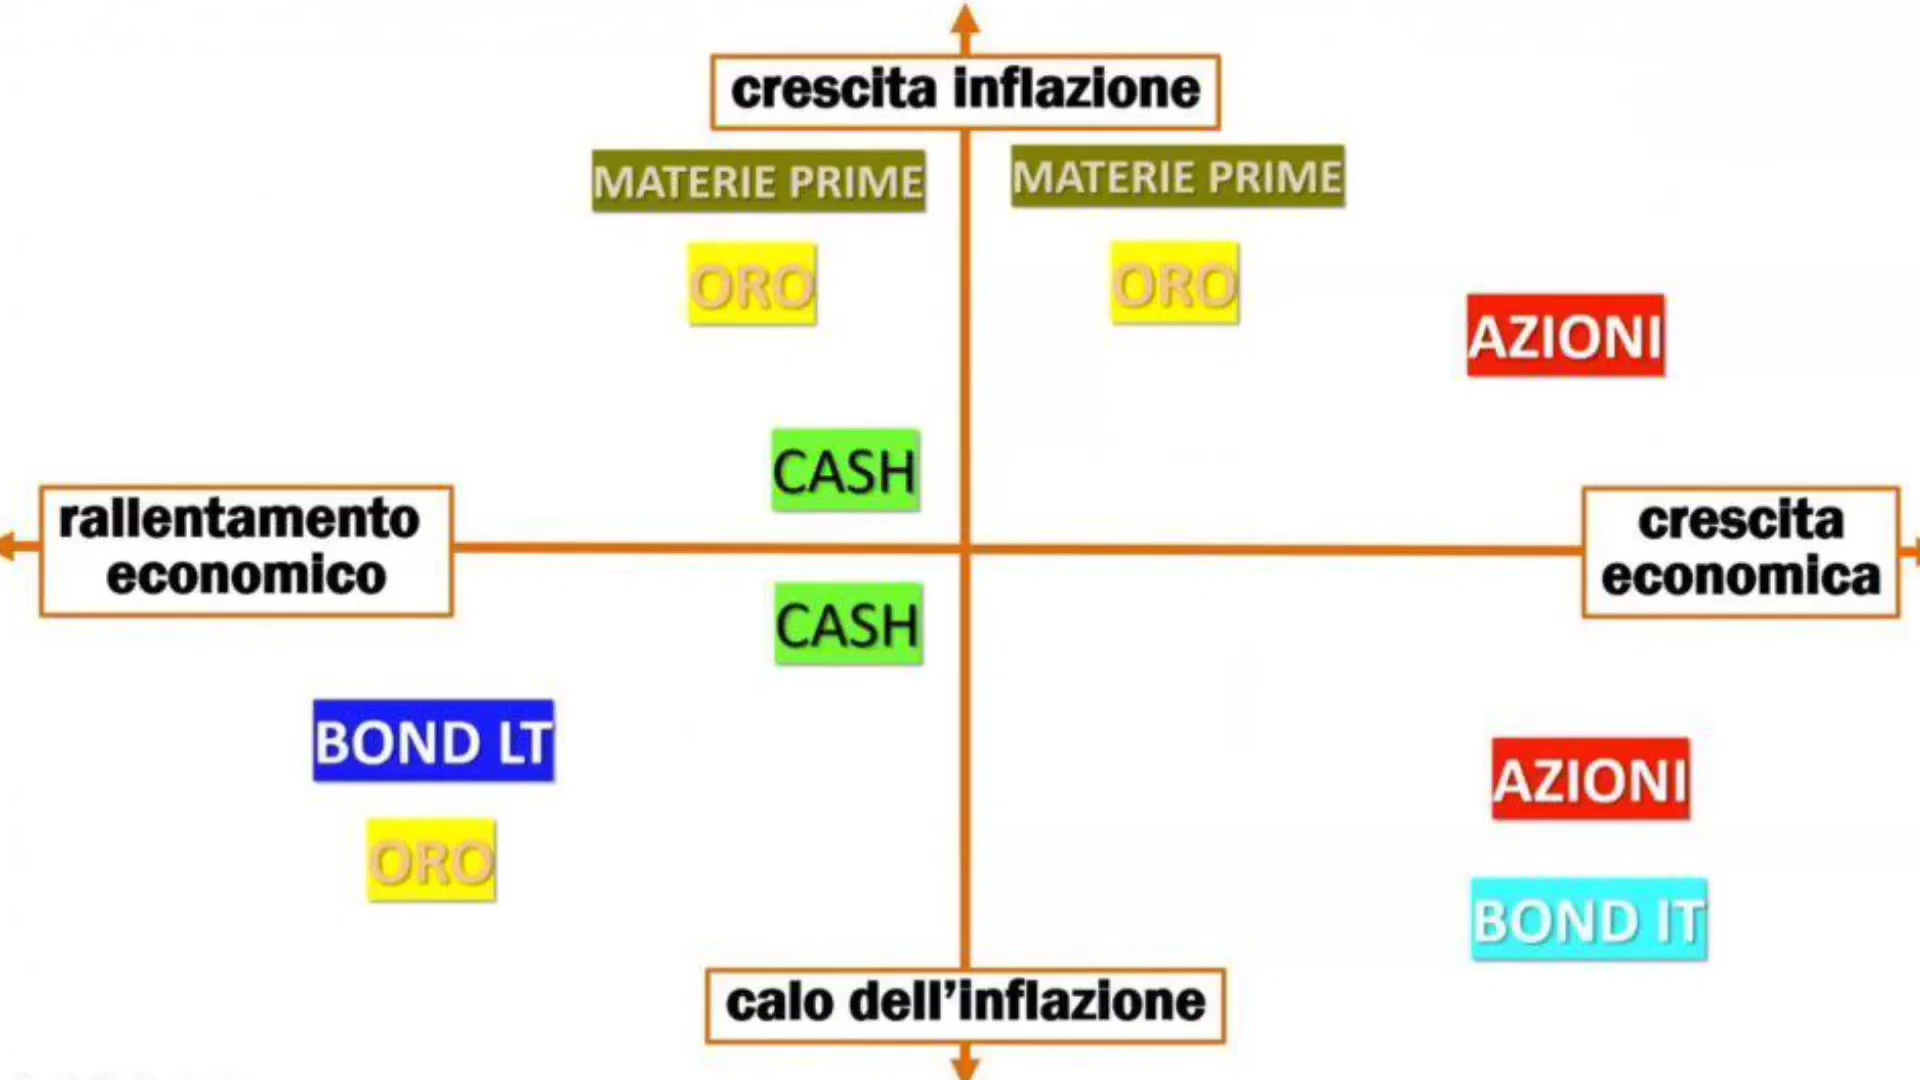 crescita inflazione
MATERIE PRIME
MATERIE PRIME
ORO
ORO
AZIONI
CASH
rallentamento
economico
crescita
economica
CASH
BOND LT
AZIONI
ORO
BOND IT
calo dell’inflazione